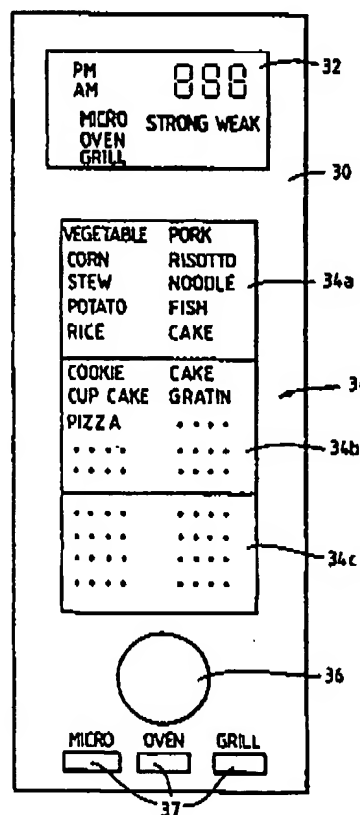 PM 888 32
AM
MICRO STRONG WEAK
OVEN
GRILL
30
VEGETABLE PORK
CORN RISOTTO
STEW NOODLE 34a
POTATO FISH
RICE CAKE
COOKIE CAKE 34
CUP CAKE GRATIN
PIZZA ....
.... .... 34b
.... ....
.... ....
.... ....
.... .... 34c
.... ....
36
MICRO OVEN GRILL
37